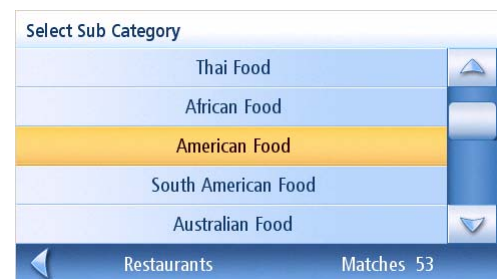 Select Sub Category
Thai Food
African Food
American Food
South American Food
Australian Food
Restaurants Matches 53